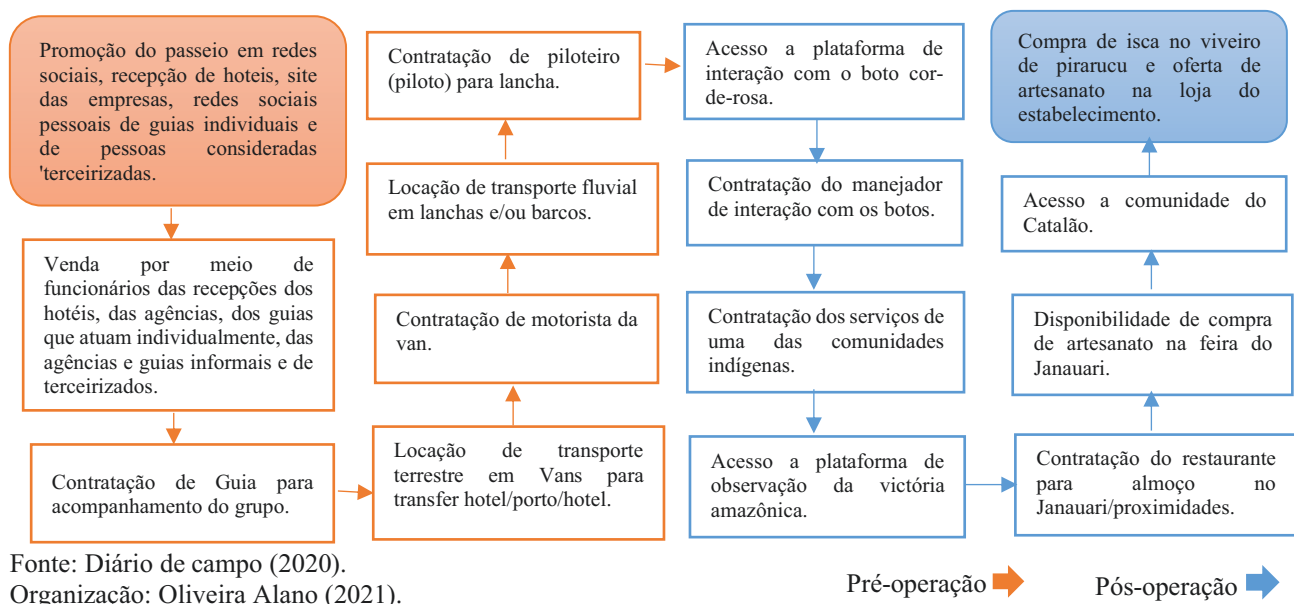 Promoção do passeio em redes
sociais, recepção de hoteis, site
das empresas, redes sociais
pessoais de guias individuais e
de pessoas consideradas
'terceirizadas.
Venda por meio de
funcionários das recepções dos
hotéis, das agências, dos guias
que atuam individualmente, das
agências e guias informais e de
terceirizados.
Contratação de Guia para
acompanhamento do grupo.
Locação de transporte
terrestre em Vans para
transfer hotel/porto/hotel.
Contratação de motorista da
van.
Locação de transporte fluvial
em lanchas e/ou barcos.
Contratação de piloteiro
(piloto) para lancha.
Acesso a plataforma de
interação com o boto cor-
de-rosa.
Contratação do manejador
de interação com os botos.
Contratação dos serviços de
uma das comunidades
indígenas.
Acesso a plataforma de
observação da victória
amazônica.
Contratação do restaurante
para almoço no
Janauari/proximidades.
Disponibilidade de compra
de artesanato na feira do
Janauari.
Acesso a comunidade do
Catalão.
Compra de isca no viveiro
de pirarucu e oferta de
artesanato na loja do
estabelecimento.
Fonte: Diário de campo (2020).
Organização: Oliveira Alano (2021).
Pré-operação
Pós-operação